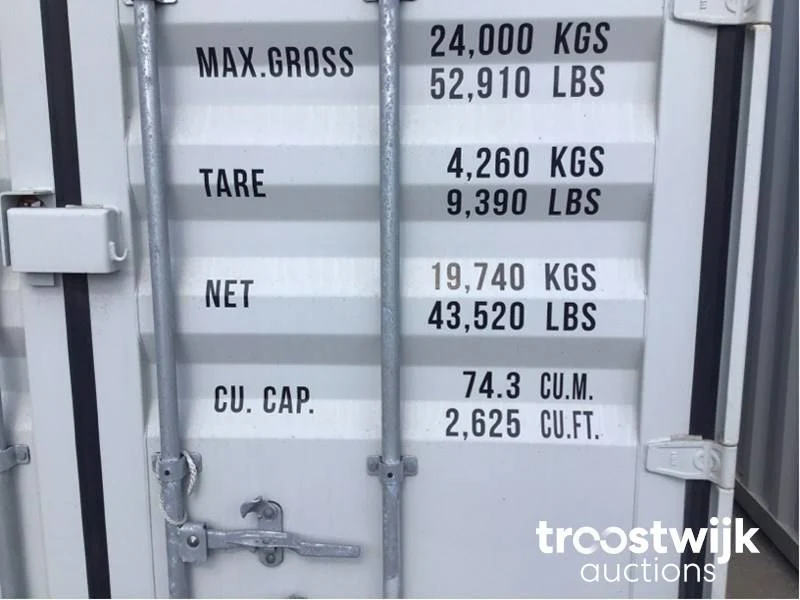 MAX.GROSS 24,000 KGS
52,910 LBS
TARE 4,260 KGS
9,390 LBS
NET 19,740 KGS
43,520 LBS
CU. CAP. 74.3 CU.M.
2,625 CU.FT.
troostwijk
auctions